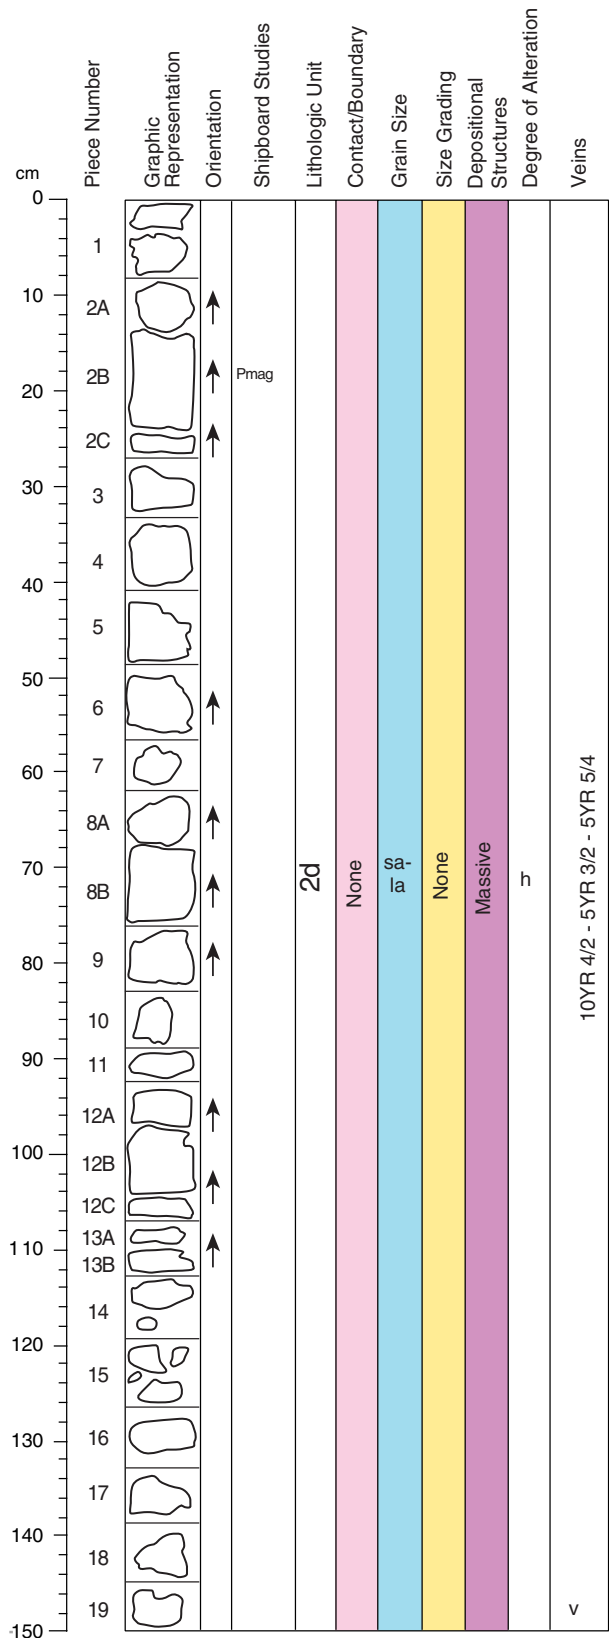 cm
Piece Number
Graphic
Representation
Orientation
Shipboard Studies
Lithologic Unit
Contact/Boundary
Grain Size
Size Grading
Depositional
Structures
Degree of Alteration
Veins
0
1
10
2A
2B
Pmag
20
2C
30
3
4
40
5
50
6
7
60
8A
70
8B
2d
None
sa-
la
None
Massive
h
10YR 4/2 - 5YR 3/2 - 5YR 5/4
9
80
10
90
11
12A
100
12B
12C
13A
110
13B
14
120
15
130
16
17
140
18
19
v
150